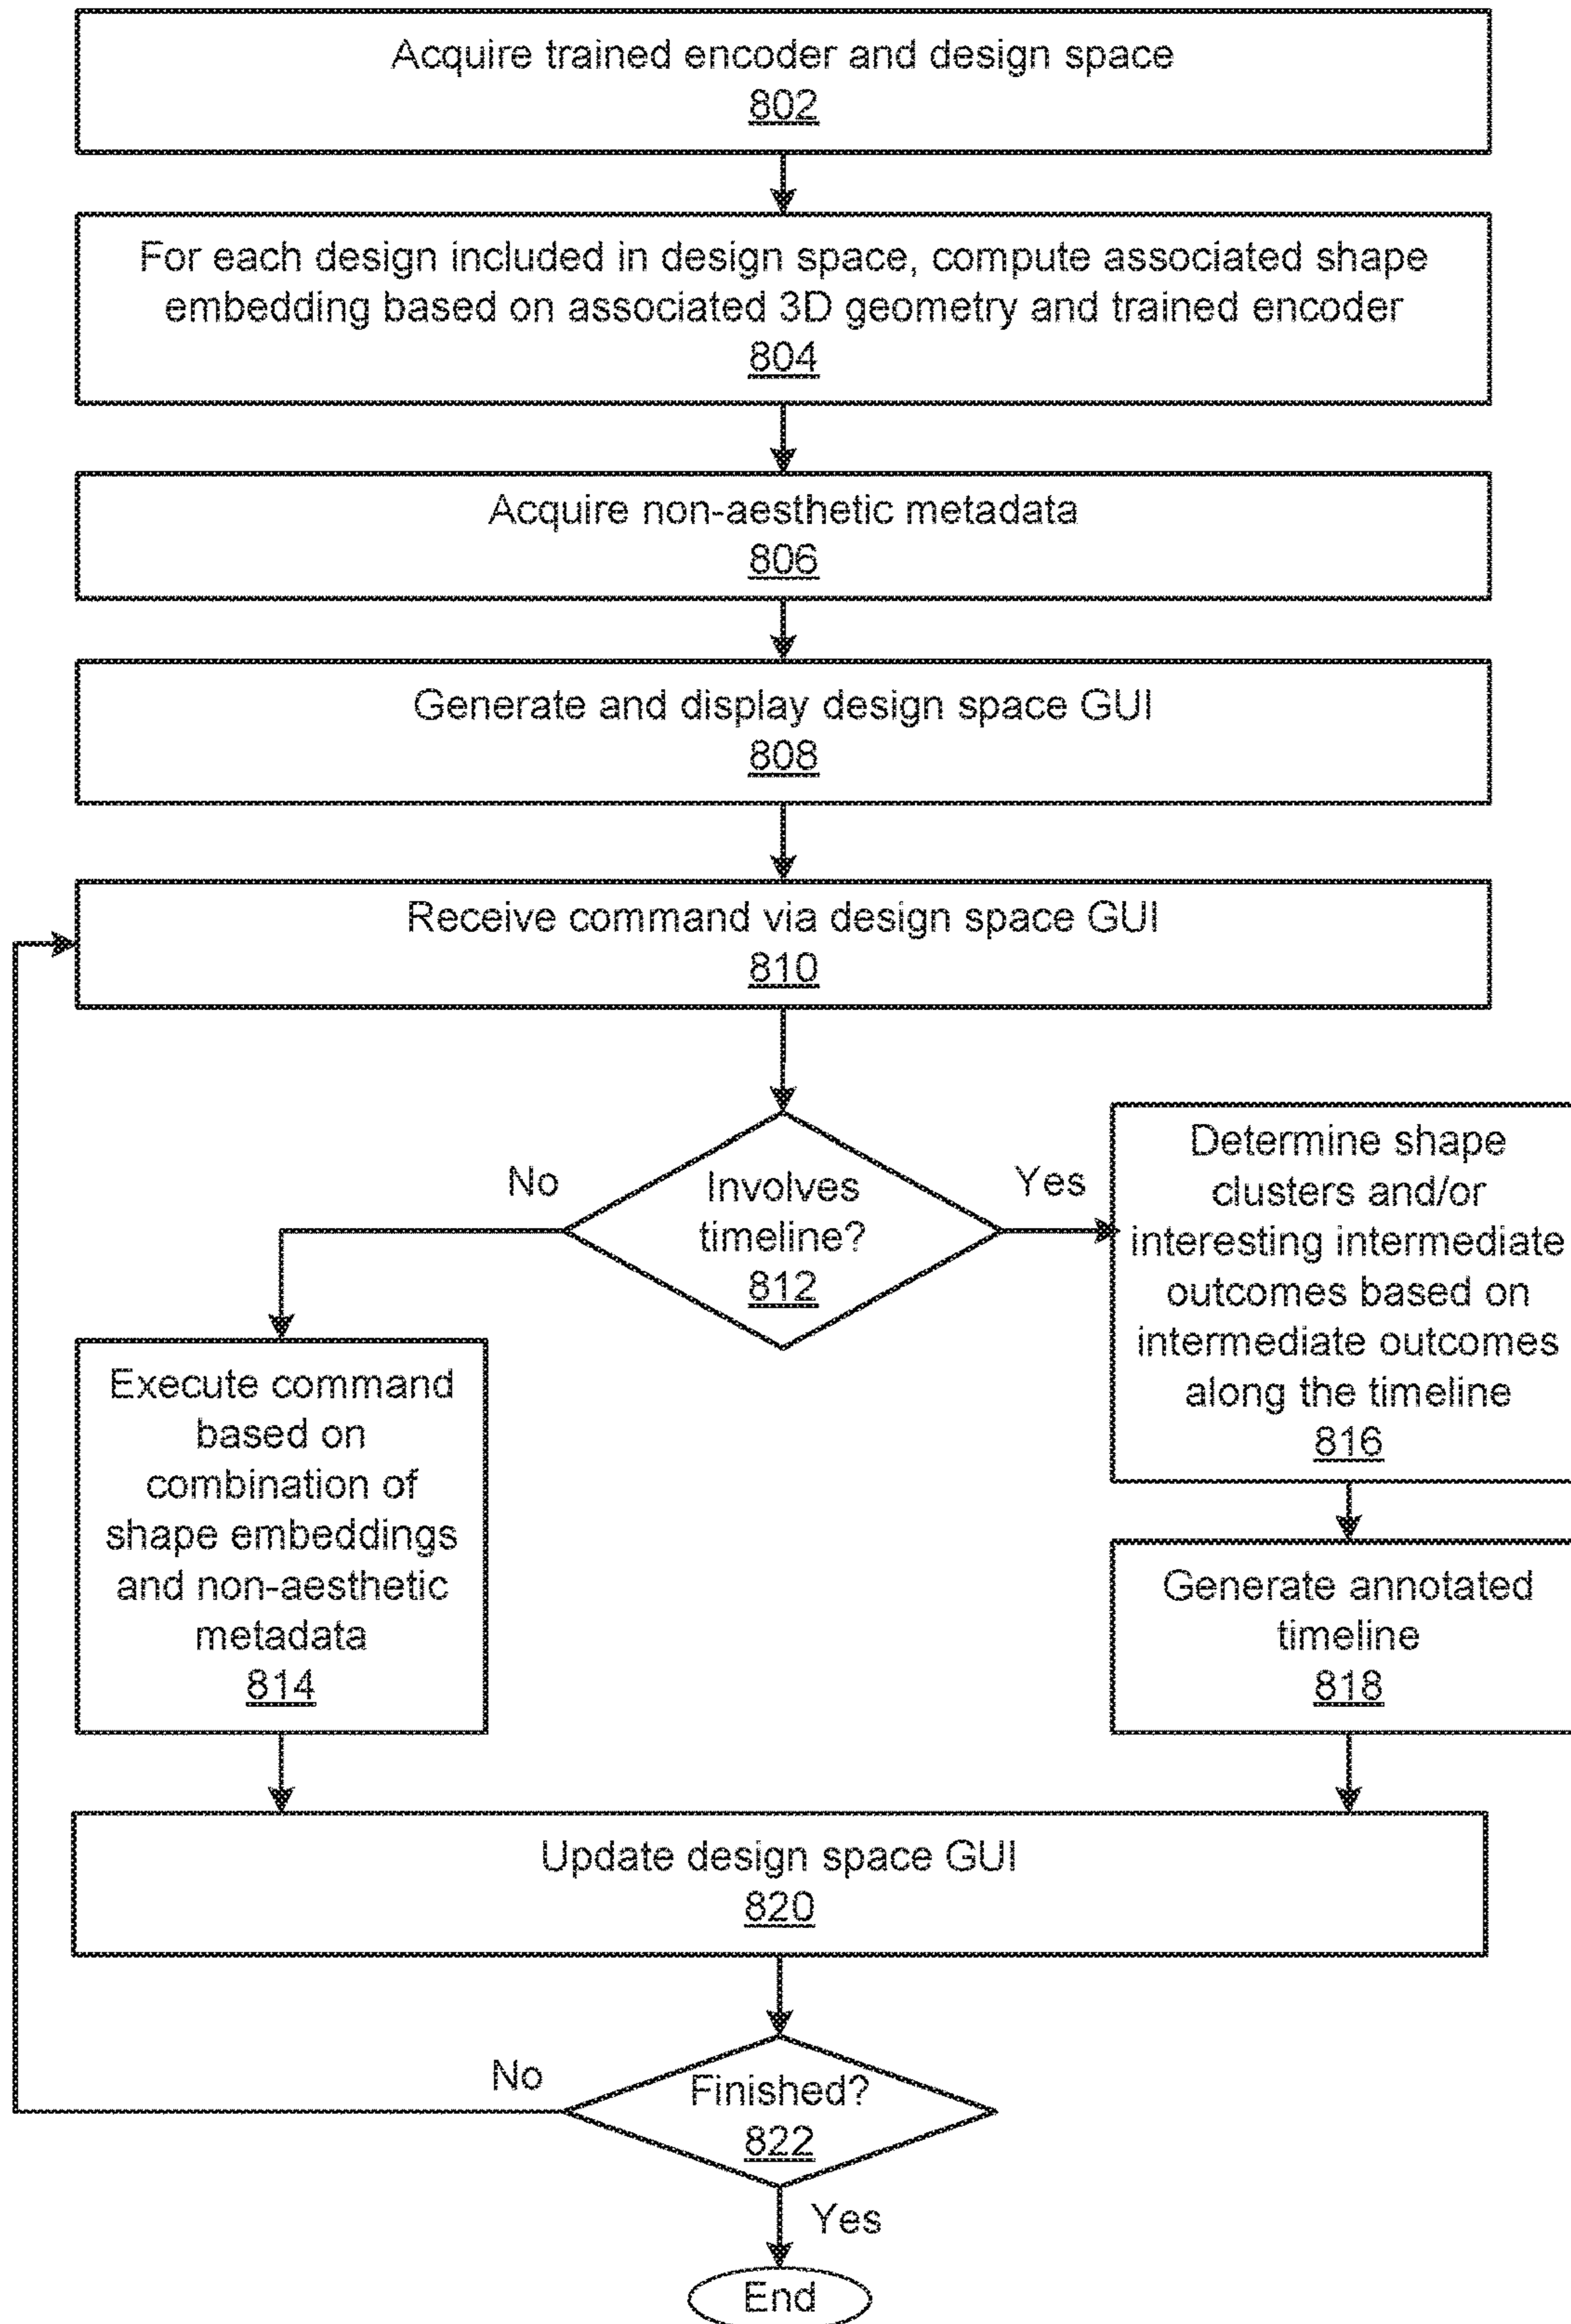 Acquire trained encoder and design space
802
For each design included in design space, compute associated shape
embedding based on associated 3D geometry and trained encoder
804
Acquire non-aesthetic metadata
806
Generate and display design space GUI
808
Receive command via design space GUI
810
Involves
timeline?
812
No
Yes
Execute command
based on
combination of
shape embeddings
and non-aesthetic
metadata
814
Determine shape
clusters and/or
interesting intermediate
outcomes based on
intermediate outcomes
along the timeline
816
Generate annotated
timeline
818
Update design space GUI
820
Finished?
822
No
Yes
End